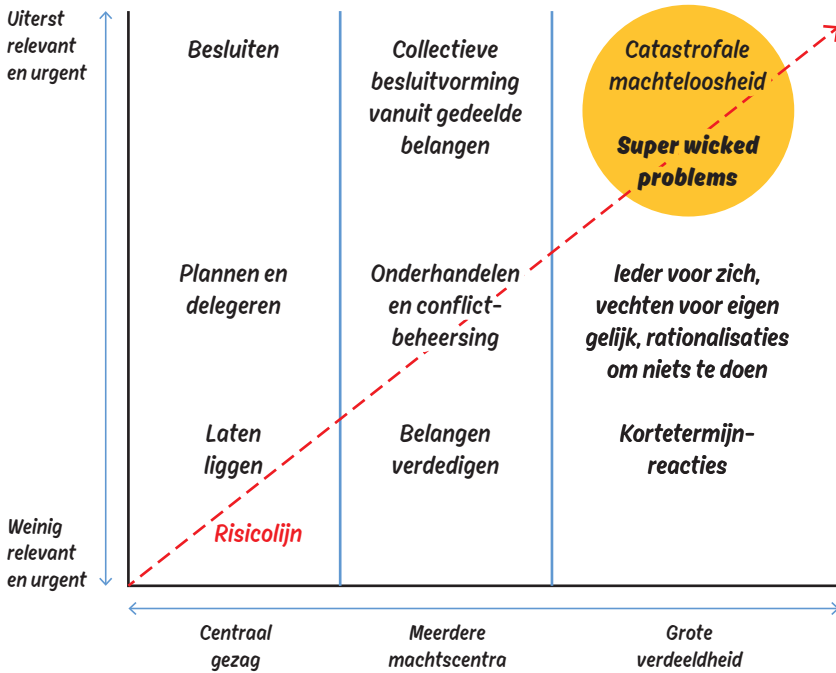 Uiterst
relevant
en urgent
Besluiten
Collectieve
besluitvorming
vanuit gedeelde
belangen
Catastrofale
machteloosheid
Super wicked
problems
Plannen en
delegeren
Onderhandelen
en conflict-
beheersing
Ieder voor zich,
vechten voor eigen
gelijk, rationalisaties
om niets te doen
Laten
liggen
Belangen
verdedigen
Kortetermijn-
reacties
Risicolijn
Weinig
relevant
en urgent
Centraal
gezag
Meerdere
machtscentra
Grote
verdeeldheid